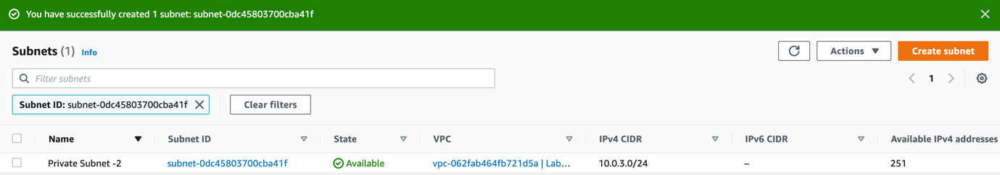 You have successfully created 1 subnet: subnet-0dc45803700cba41f
Subnets (1) Info
Actions
Create subnet
Filter subnets
1
Subnet ID: subnet-0dc45803700cba41f
Clear filters
Name Subnet ID State VPC IPv4 CIDR IPv6 CIDR Available IPv4 addresses
Private Subnet -2 subnet-0dc45803700cba41f Available vpc-062fab464fb721d5a | Lab… 10.0.3.0/24 – 251